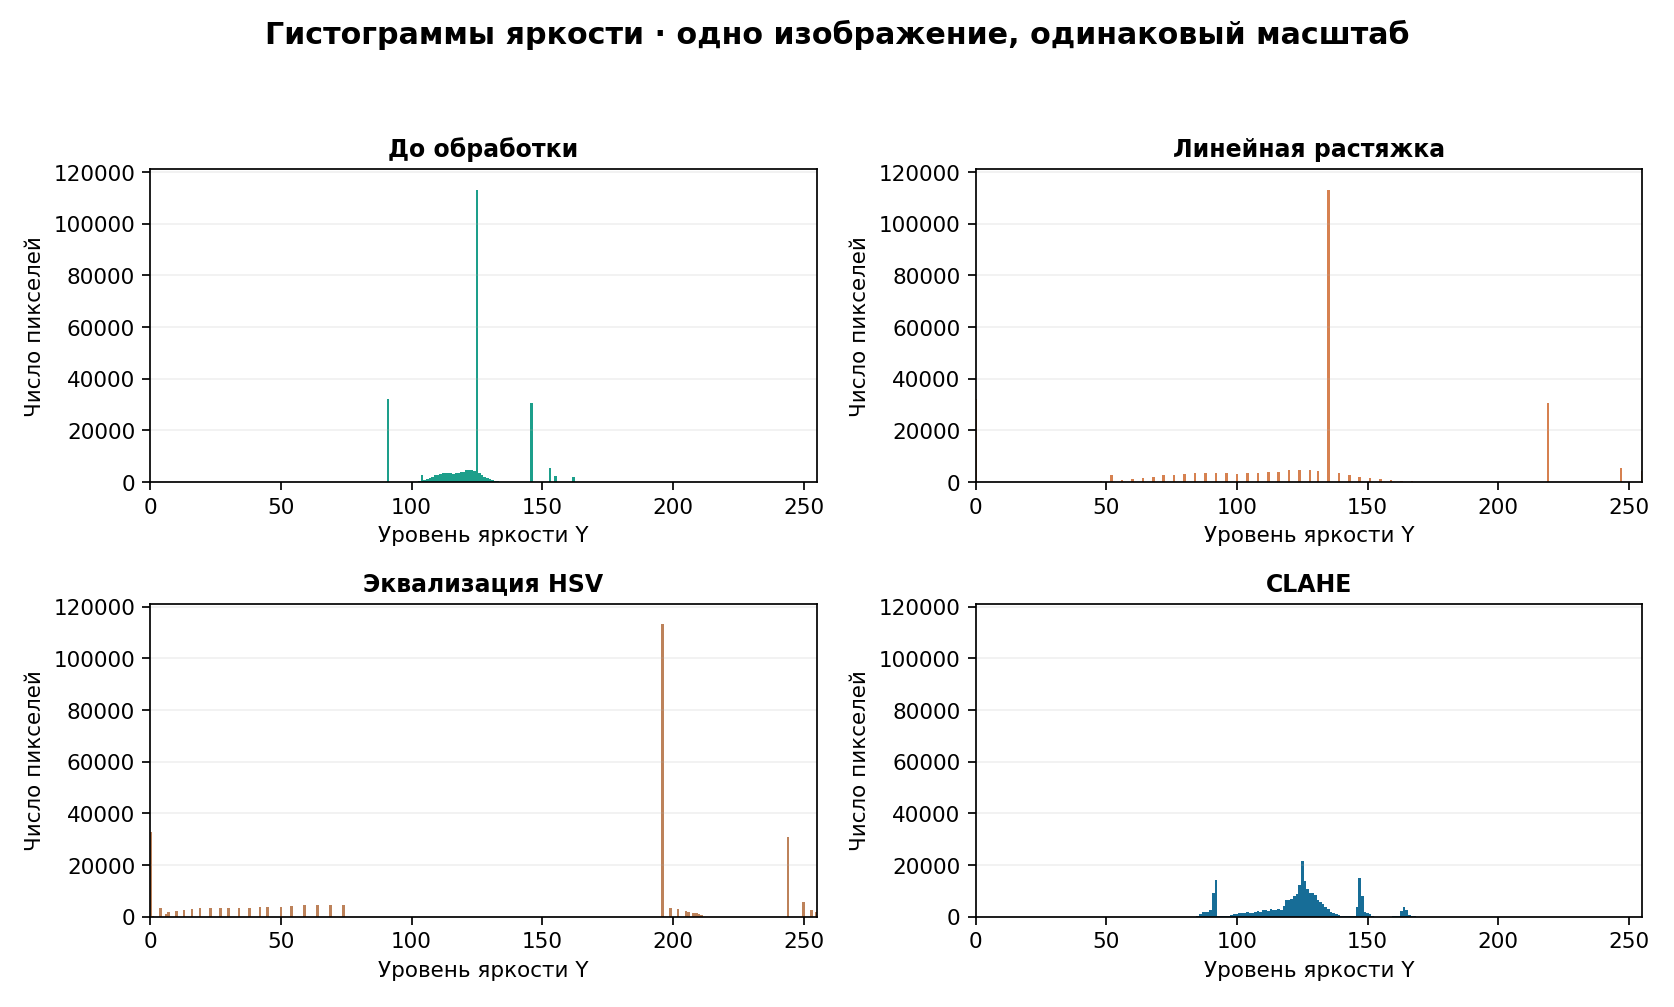 Гистограммы яркости · одно изображение, одинаковый масштаб
До обработки
120000
100000
80000
60000
40000
20000
0
Число пикселей
0 50 100 150 200 250
Уровень яркости Y
Линейная растяжка
120000
100000
80000
60000
40000
20000
0
Число пикселей
0 50 100 150 200 250
Уровень яркости Y
Эквализация HSV
120000
100000
80000
60000
40000
20000
0
Число пикселей
0 50 100 150 200 250
Уровень яркости Y
CLAHE
120000
100000
80000
60000
40000
20000
0
Число пикселей
0 50 100 150 200 250
Уровень яркости Y